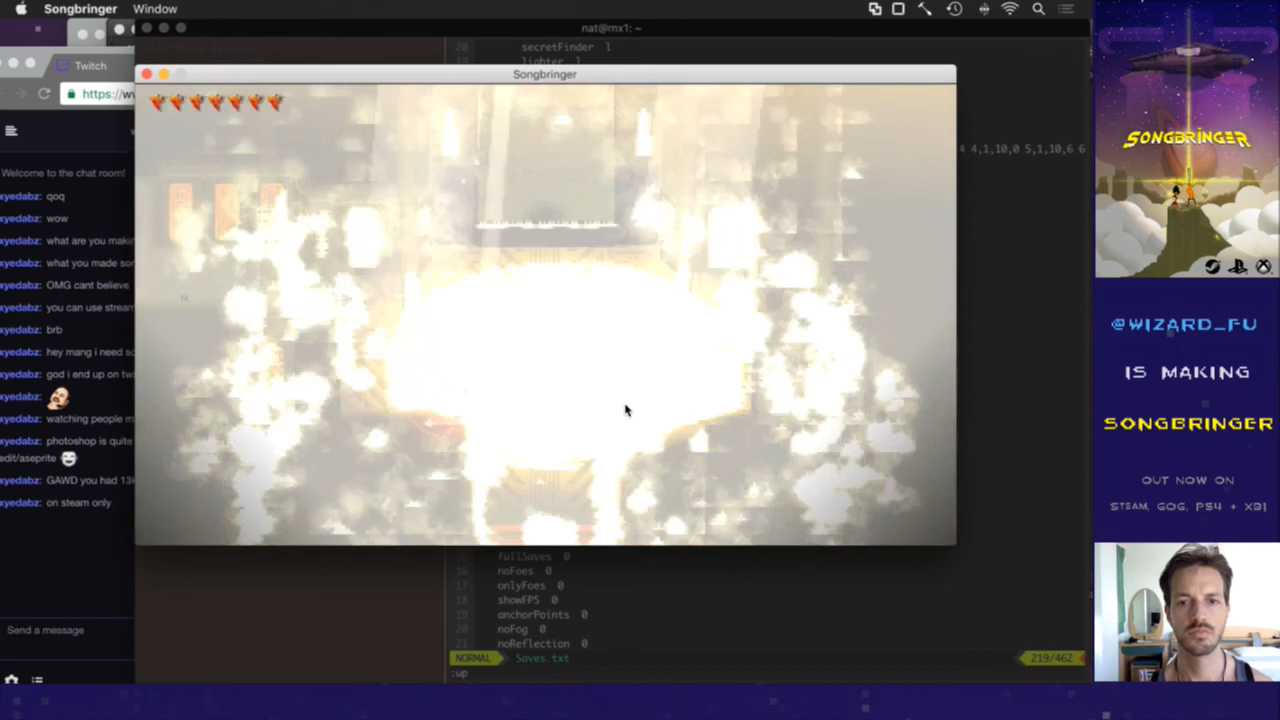 Songbringer Window
nat@mx1: ~
Twitch
https://w
20 secretFinder 1
lighter 1
Songbringer
4 4,1,10,0 5,1,10,6 6
Welcome to the chat room!
xyedabz: qoq
xyedabz: wow
xyedabz: what are you
xyedabz: what you made
xyedabz: OMG cant believe
xyedabz: you can use
xyedabz: brb
xyedabz: hey mang i need
xyedabz: god i end up on
xyedabz:
xyedabz: watching people
xyedabz: photoshop is quite
edit/aseprite
xyedabz: GAWD you had
xyedabz: on steam only
Send a message
fullSaves 0
16 noFoes 0
17 onlyFoes 0
18 showFPS 0
19 anchorPoints 0
20 noFog 0
21 noReflection 0
NORMAL Saves.txt 219/462
:up
SONGBRINGER
@WIZARD_FU
IS MAKING
SONGBRINGER
OUT NOW ON
STEAM, GOG, PS4 + XB1